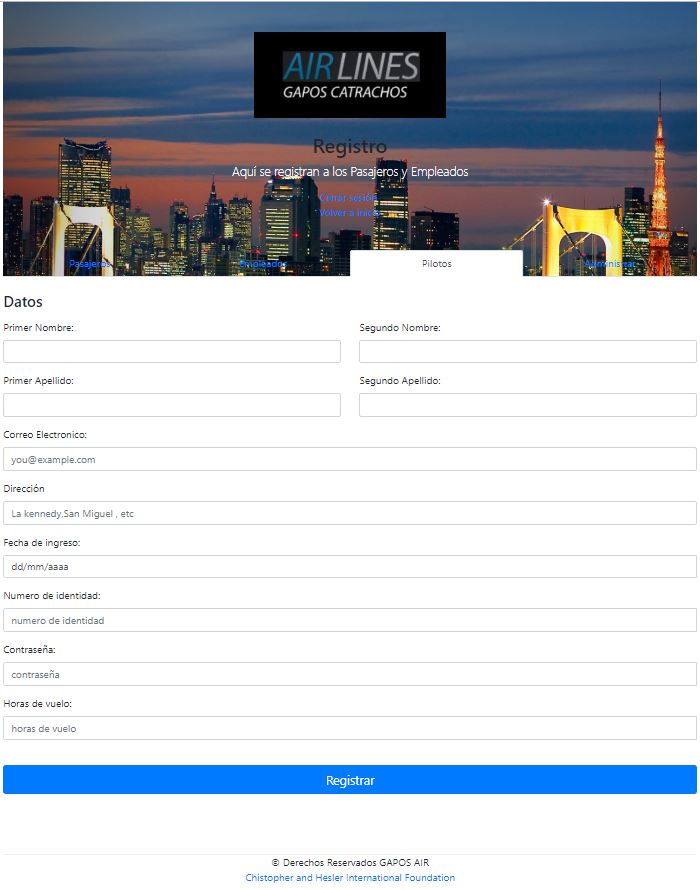 AIR LINES
GAPOS CATRACHOS
Registro
Aquí se registran a los Pasajeros y Empleados
Cerrar sesión
Volver a inicio
Pasajeros
Empleados
Pilotos
Administrar
Datos
Primer Nombre:
Segundo Nombre:
Primer Apellido:
Segundo Apellido:
Correo Electronico:
you@example.com
Dirección
La kennedy,San Miguel , etc
Fecha de ingreso:
dd/mm/aaaa
Numero de identidad:
numero de identidad
Contraseña:
contraseña
Horas de vuelo:
horas de vuelo
Registrar
© Derechos Reservados GAPOS AIR
Chistopher and Hesler International Foundation